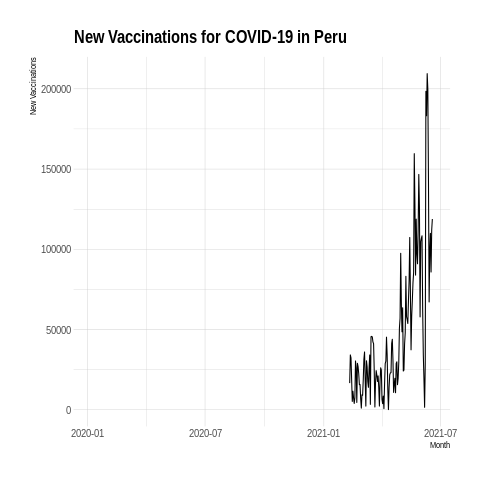 New Vaccinations for COVID-19 in Peru
New Vaccinations
200000
150000
100000
50000
0
2020-01 2020-07 2021-01 2021-07
Month